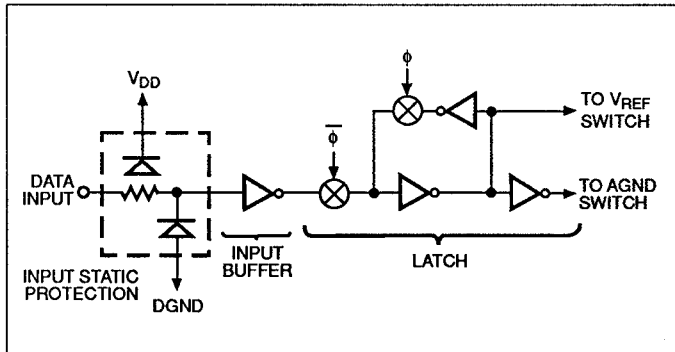 ϕ
V_DD
ϕ̅
TO V_REF
SWITCH
DATA
INPUT
TO AGND
SWITCH
INPUT
BUFFER
LATCH
INPUT STATIC
PROTECTION
DGND